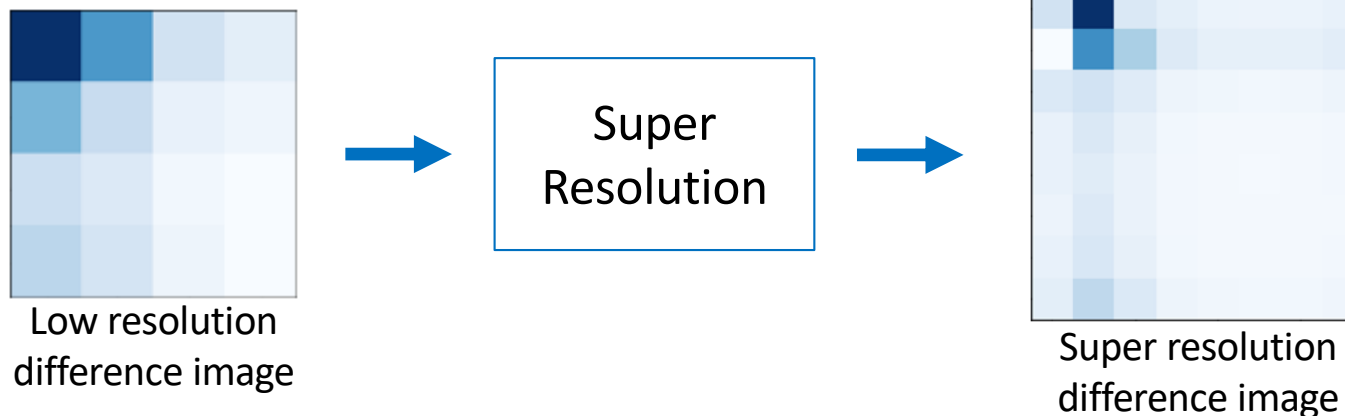 Super
Resolution
Low resolution
difference image
Super resolution
difference image